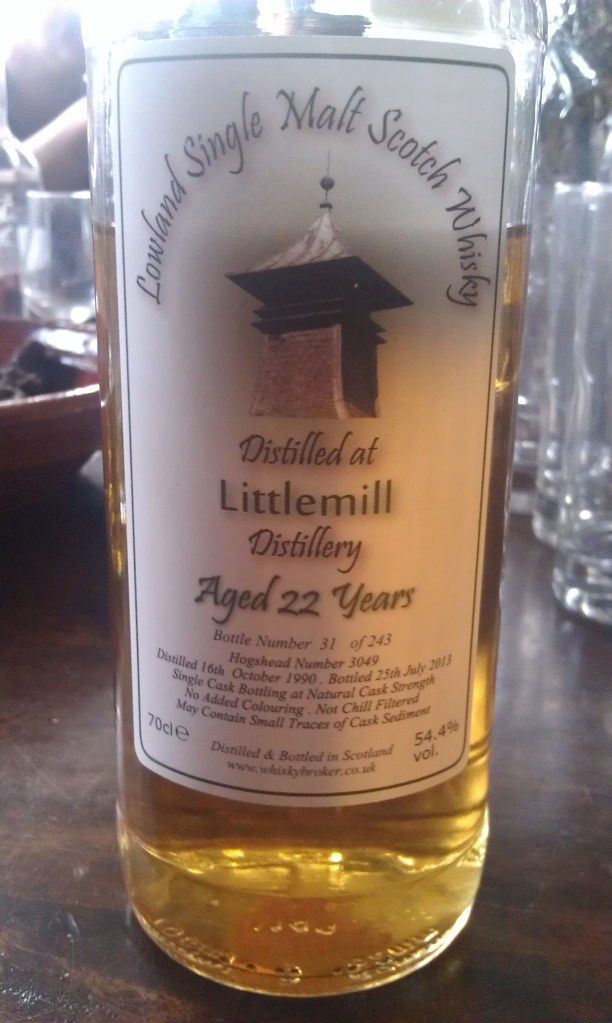 Lowland Single Malt Scotch Whisky
Distilled at
Littlemill
Distillery
Aged 22 Years
Bottle Number 31 of 243
Hogshead Number 3049
Distilled 16th October 1990 . Bottled 25th July 2013
Single Cask Bottling at Natural Cask Strength
No Added Colouring . Not Chill Filtered
May Contain Small Traces of Cask Sediment
70cl e
54.4%
vol.
Distilled & Bottled in Scotland
www.whiskybroker.co.uk